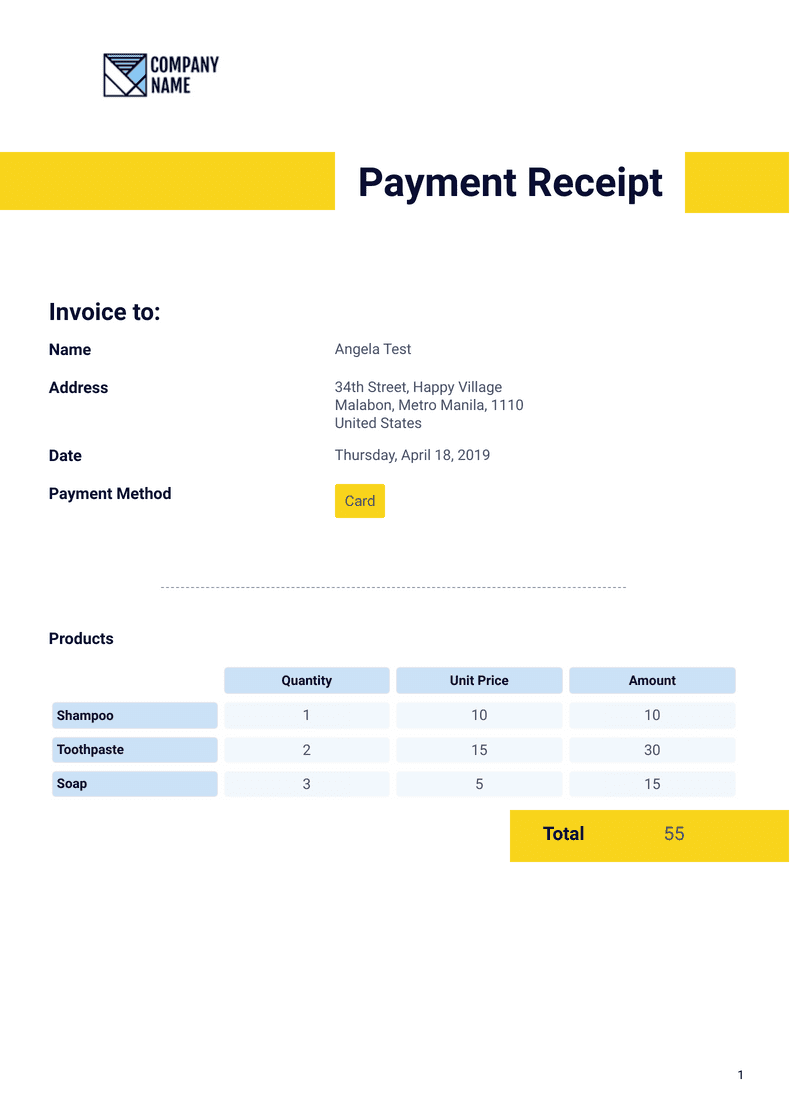 COMPANY
NAME
Payment Receipt
Invoice to:
Name Angela Test
Address 34th Street, Happy Village
Malabon, Metro Manila, 1110
United States
Date Thursday, April 18, 2019
Payment Method Card
Products
Quantity Unit Price Amount
Shampoo 1 10 10
Toothpaste 2 15 30
Soap 3 5 15
Total 55
1